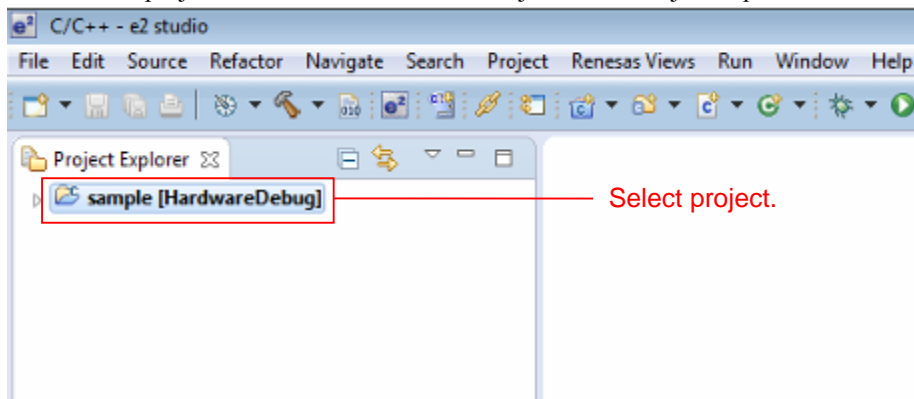 C/C++ - e2 studio
File Edit Source Refactor Navigate Search Project Renesas Views Run Window Help
Project Explorer
sample [HardwareDebug]
Select project.